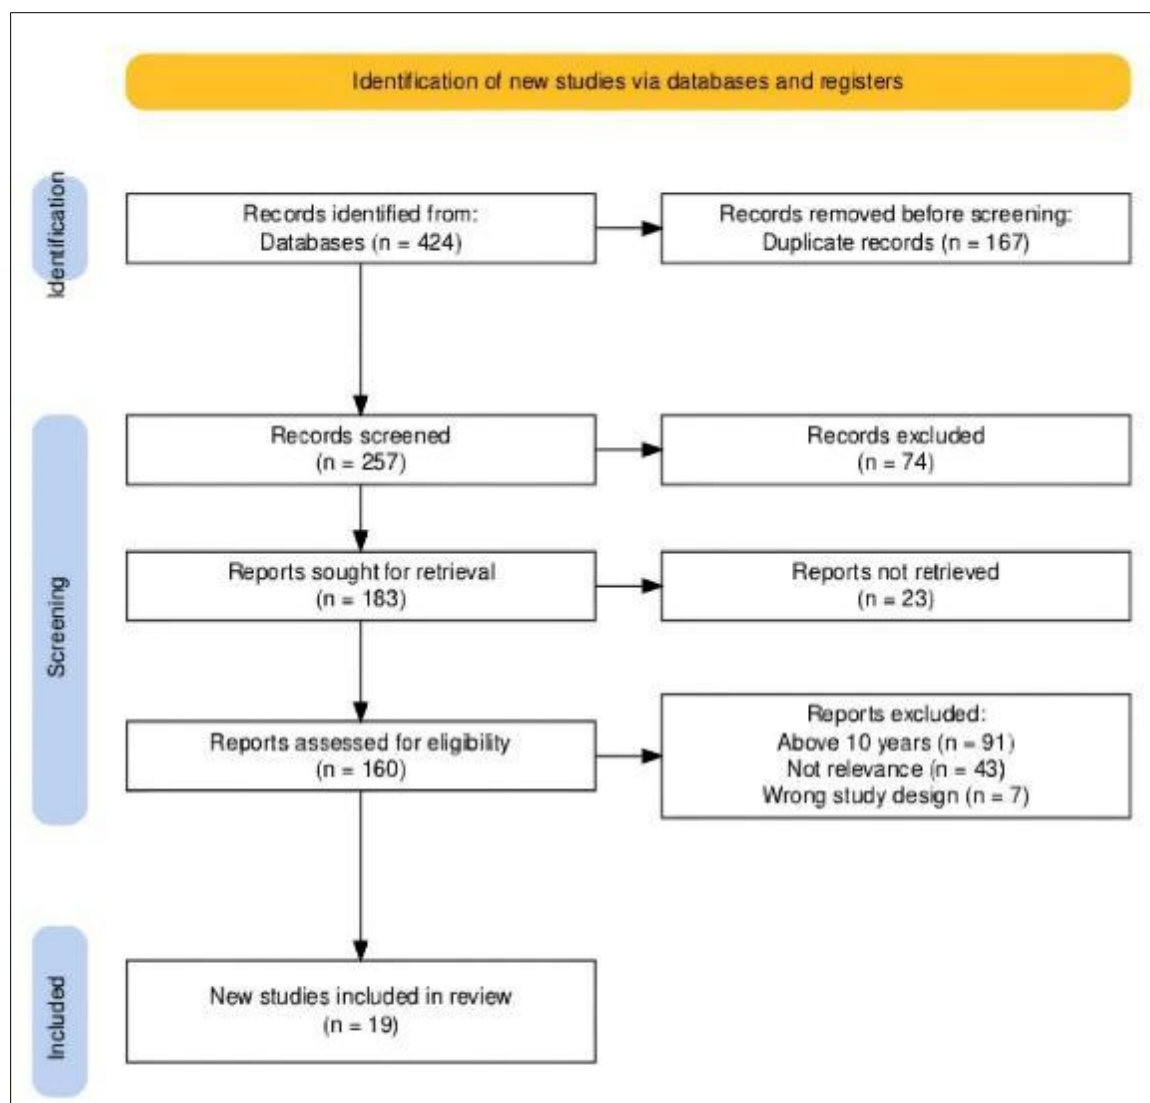 Identification of new studies via databases and registers
Identification
Records identified from:
Databases (n = 424)
Records removed before screening:
Duplicate records (n = 167)
Screening
Records screened
(n = 257)
Records excluded
(n = 74)
Reports sought for retrieval
(n = 183)
Reports not retrieved
(n = 23)
Reports assessed for eligibility
(n = 160)
Reports excluded:
Above 10 years (n = 91)
Not relevance (n = 43)
Wrong study design (n = 7)
Included
New studies included in review
(n = 19)